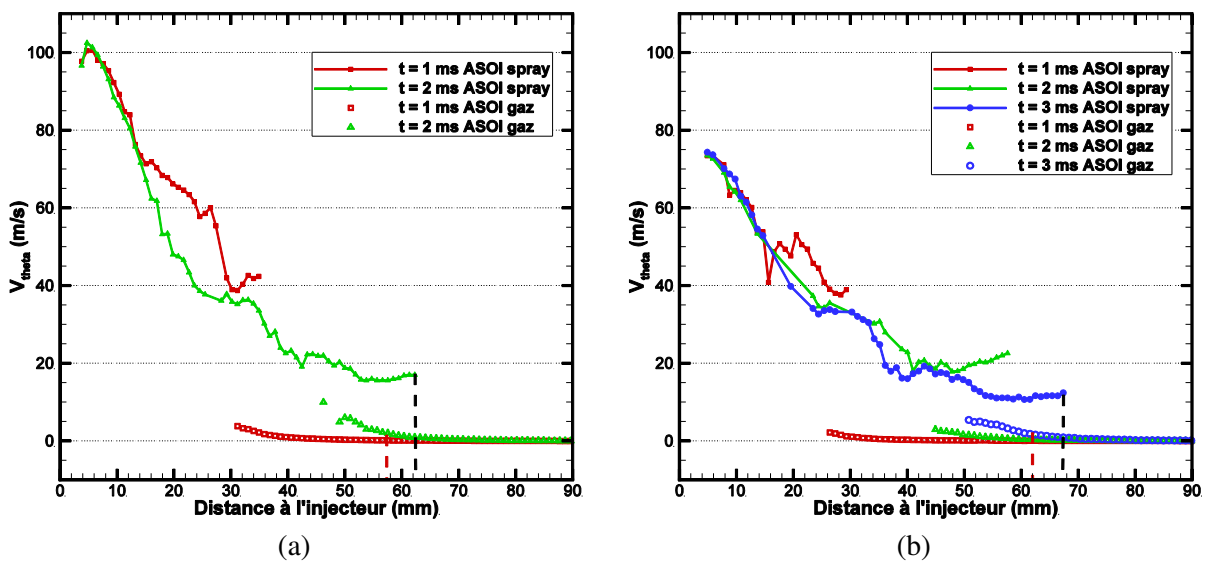 100
80
60
40
20
0
V_theta (m/s)
t = 1 ms ASOI spray
t = 2 ms ASOI spray
t = 1 ms ASOI gaz
t = 2 ms ASOI gaz
0 10 20 30 40 50 60 70 80 90
Distance à l'injecteur (mm)
(a)
100
80
60
40
20
0
V_theta (m/s)
t = 1 ms ASOI spray
t = 2 ms ASOI spray
t = 3 ms ASOI spray
t = 1 ms ASOI gaz
t = 2 ms ASOI gaz
t = 3 ms ASOI gaz
0 10 20 30 40 50 60 70 80 90
Distance à l'injecteur (mm)
(b)